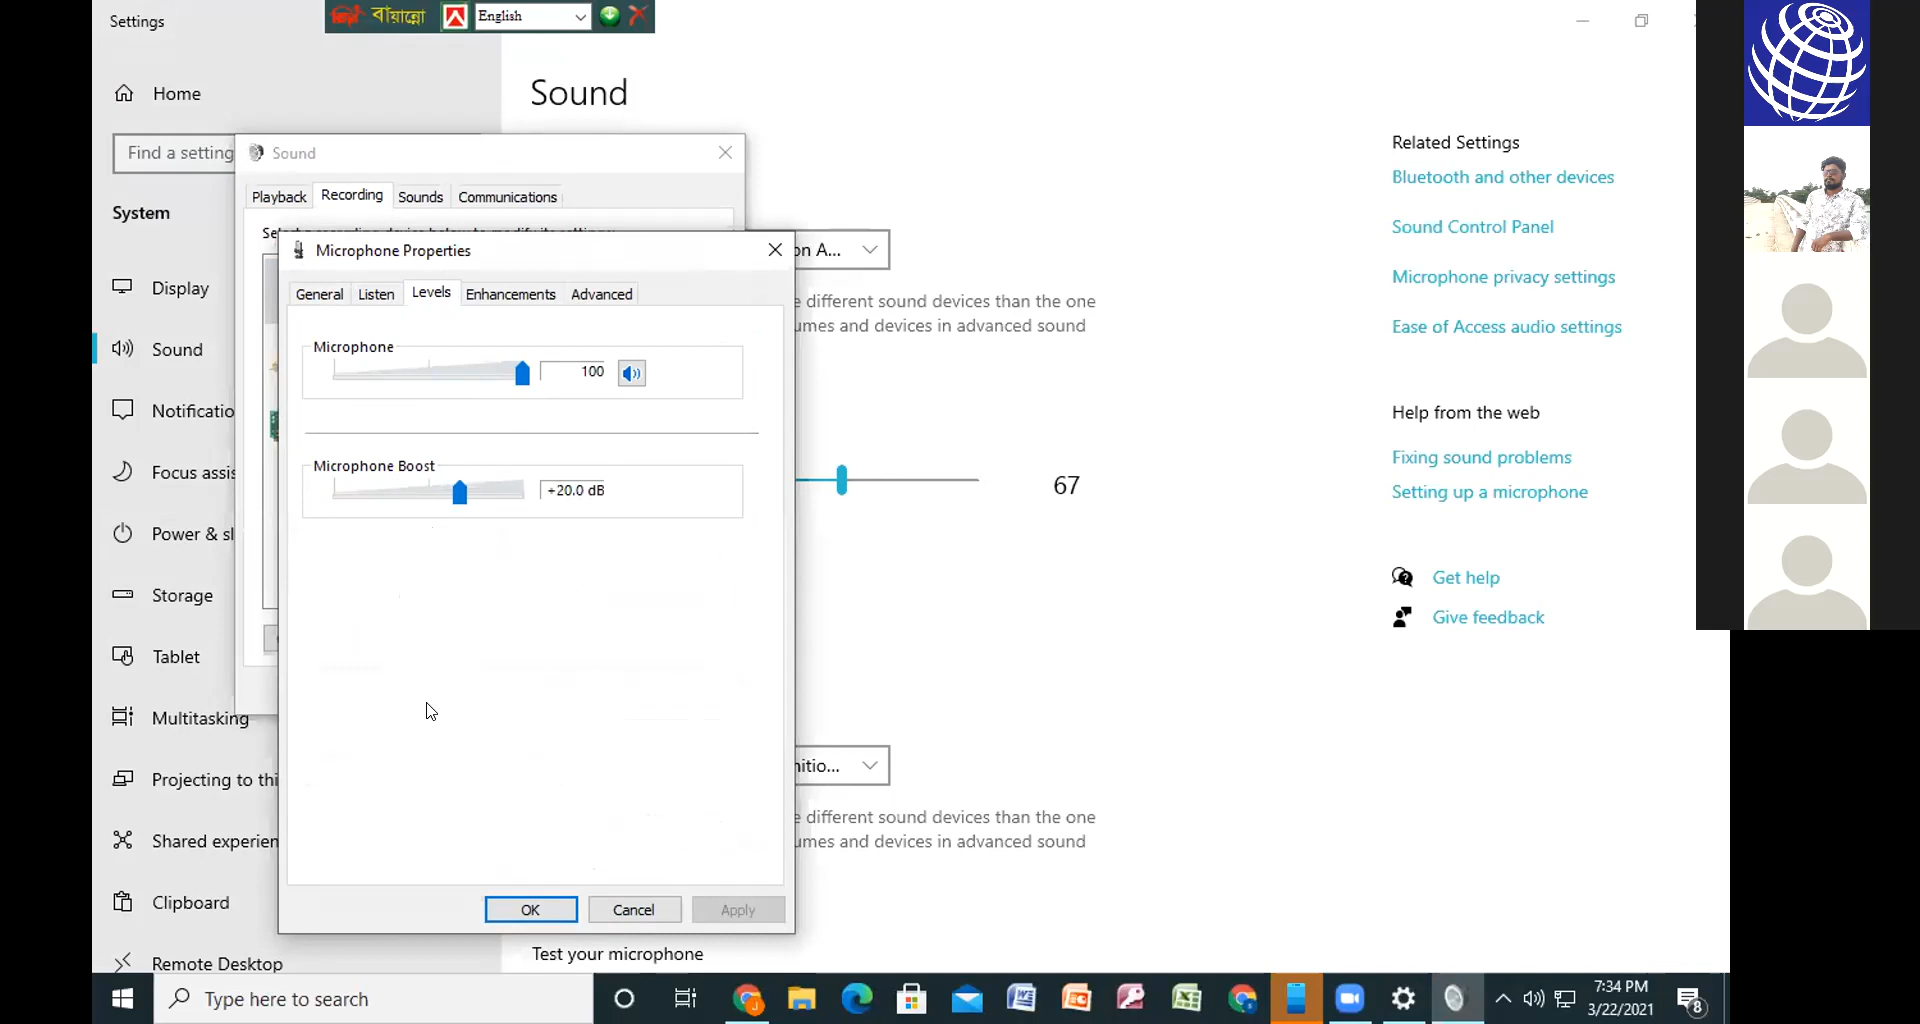 Settings
বায়ান্নো
English
Home
Sound
Find a setting
Sound
Playback
Recording
Sounds
Communications
System
Microphone Properties
on A...
General
Listen
Levels
Enhancements
Advanced
different sound devices than the one
umes and devices in advanced sound
Display
Sound
Notificatio
Focus assis
Power & sl
Storage
Tablet
Multitasking
Projecting to thi
Shared experien
Clipboard
Remote Desktop
Microphone
100
Microphone Boost
+20.0 dB
67
nitio...
different sound devices than the one
umes and devices in advanced sound
OK
Cancel
Apply
Test your microphone
Related Settings
Bluetooth and other devices
Sound Control Panel
Microphone privacy settings
Ease of Access audio settings
Help from the web
Fixing sound problems
Setting up a microphone
Get help
Give feedback
Type here to search
7:34 PM
3/22/2021
8